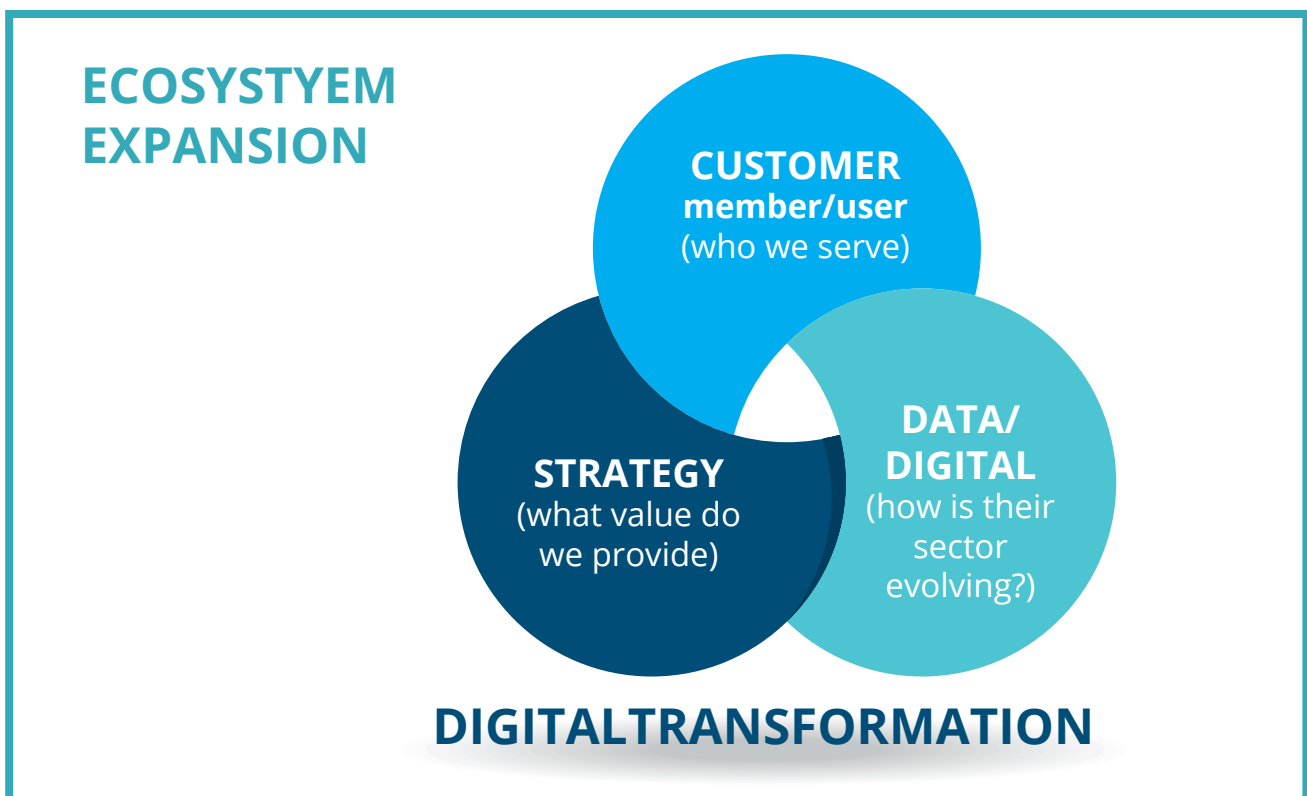 ECOSYSTYEM
EXPANSION
CUSTOMER
member/user
(who we serve)
STRATEGY
(what value do
we provide)
DATA/
DIGITAL
(how is their
sector
evolving?)
DIGITALTRANSFORMATION